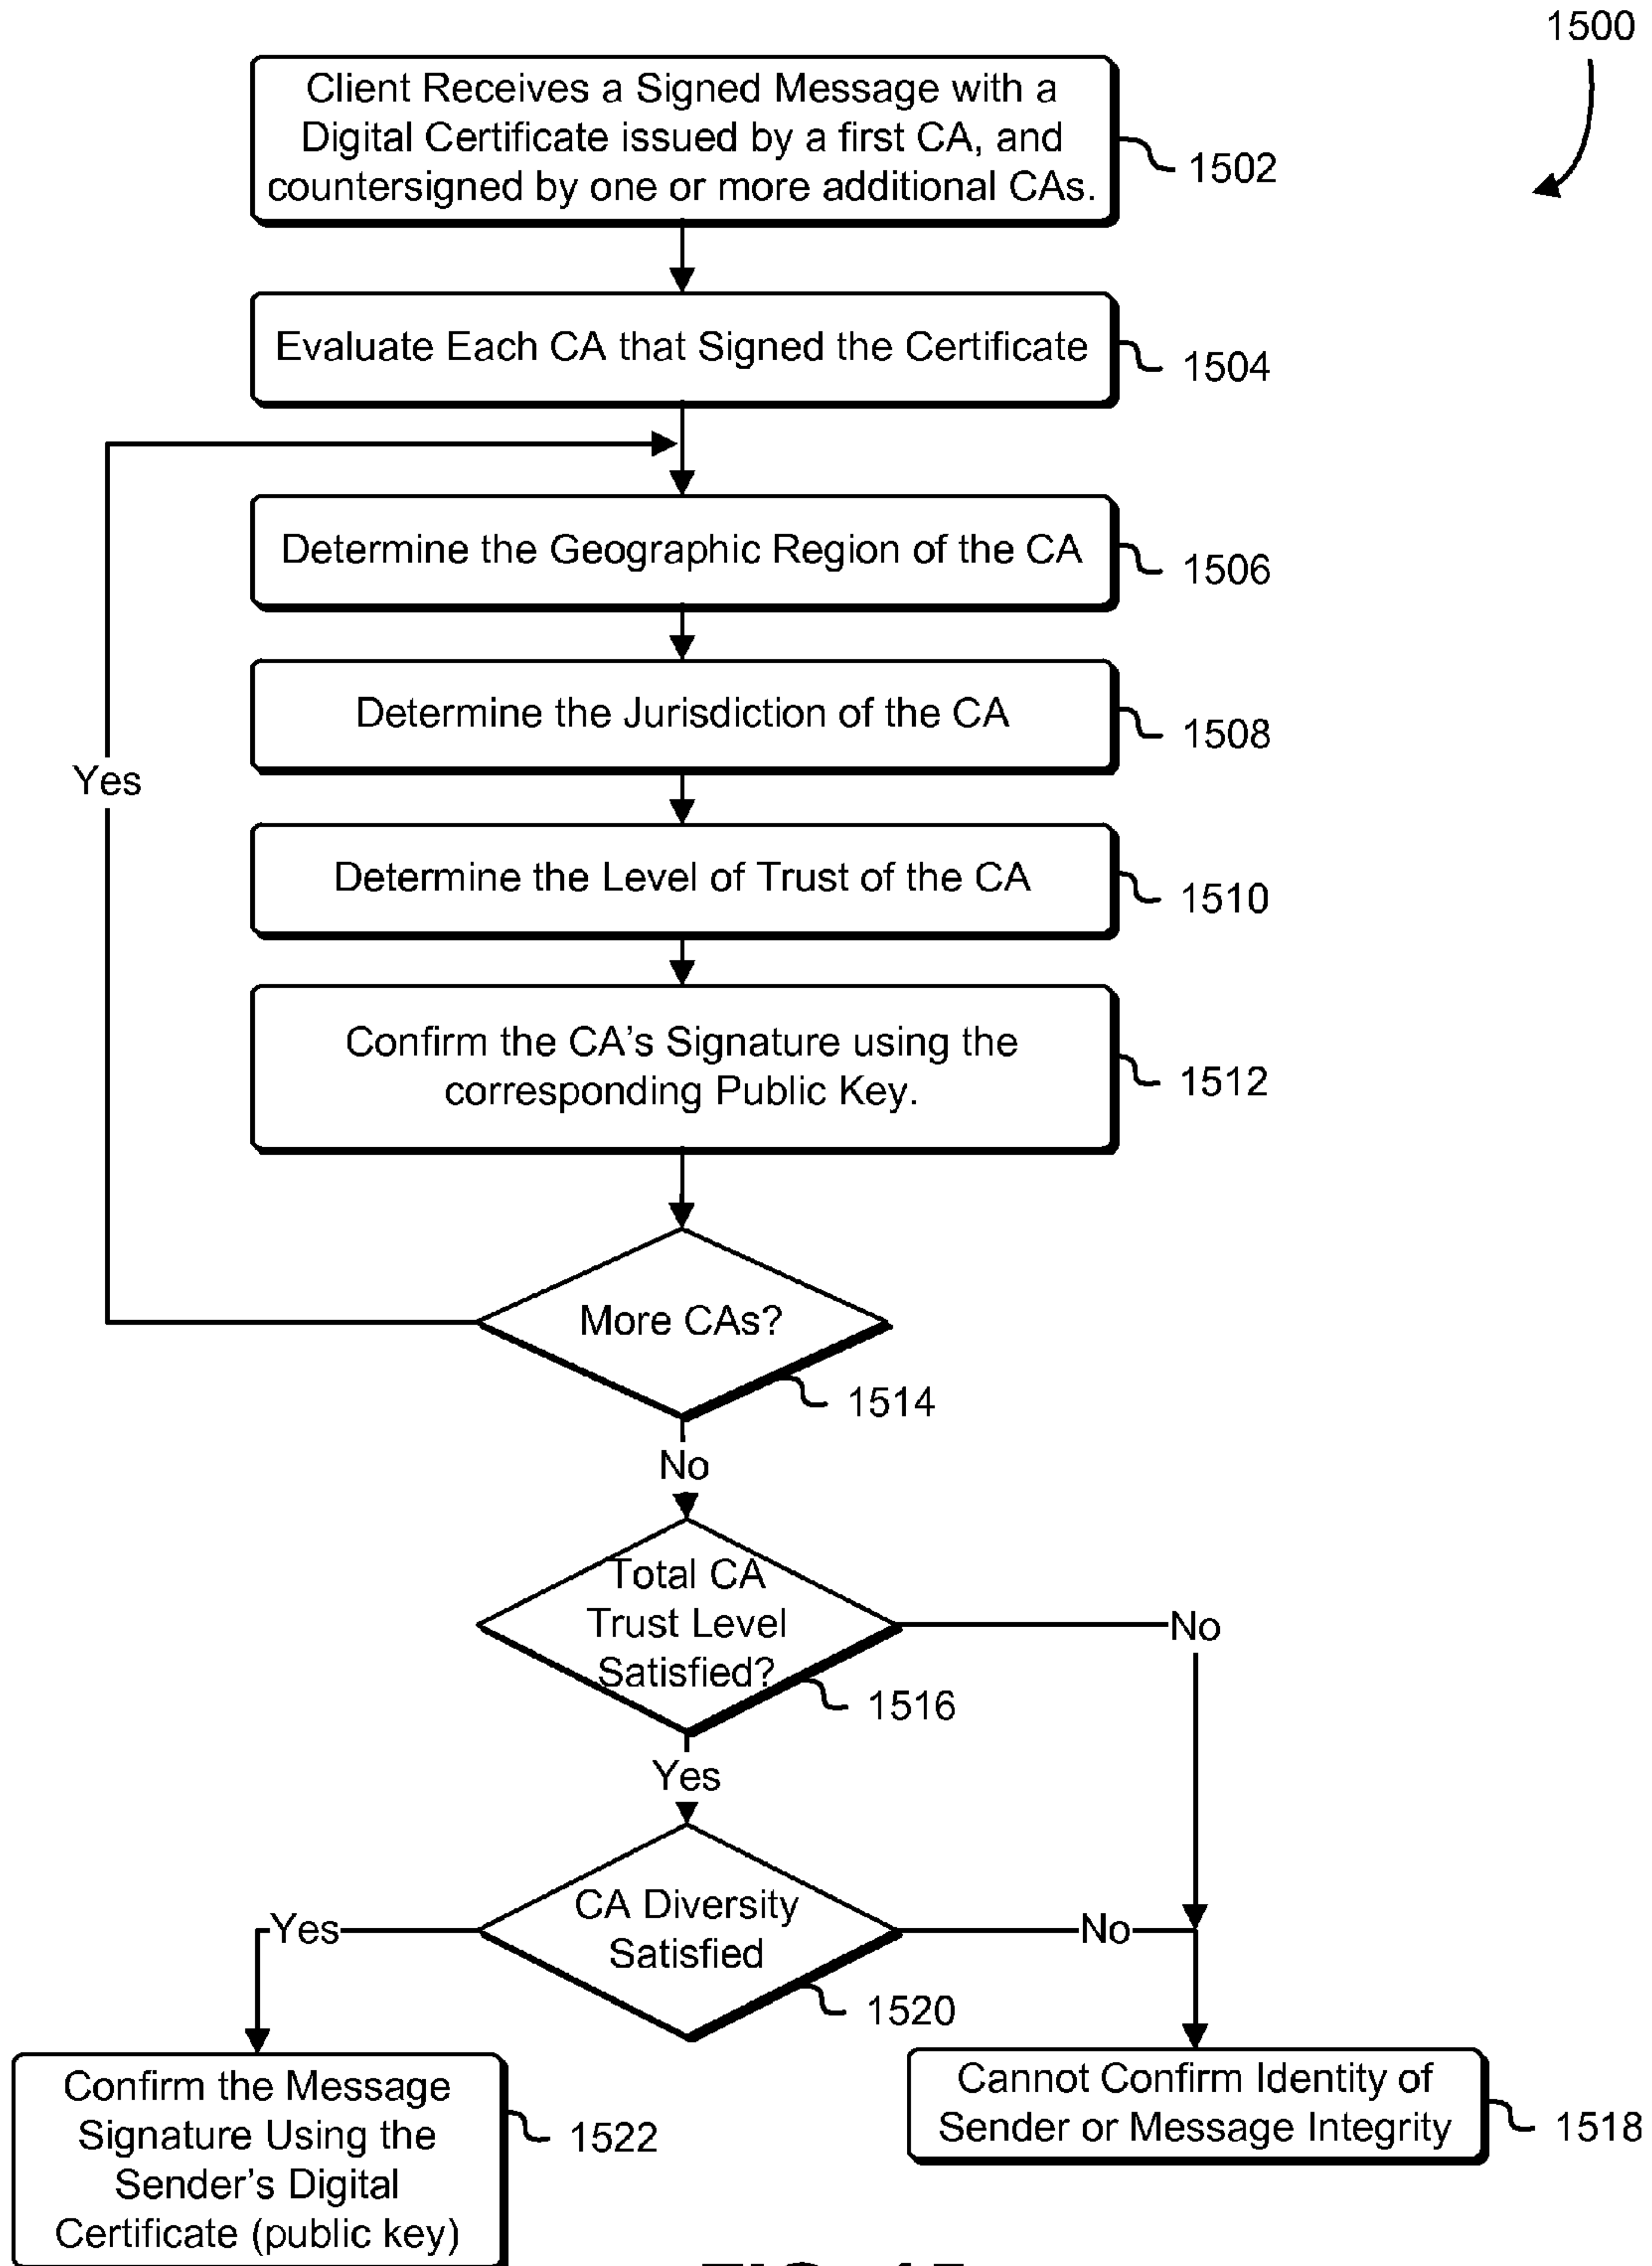 1500
Client Receives a Signed Message with a
Digital Certificate issued by a first CA, and
countersigned by one or more additional CAs.
1502
Evaluate Each CA that Signed the Certificate
1504
Determine the Geographic Region of the CA
1506
Determine the Jurisdiction of the CA
1508
Yes
Determine the Level of Trust of the CA
1510
Confirm the CA's Signature using the
corresponding Public Key.
1512
More CAs?
1514
No
Total CA
Trust Level
Satisfied?
No
1516
Yes
CA Diversity
Satisfied
Yes
No
1520
Confirm the Message
Signature Using the
Sender's Digital
Certificate (public key)
1522
Cannot Confirm Identity of
Sender or Message Integrity
1518